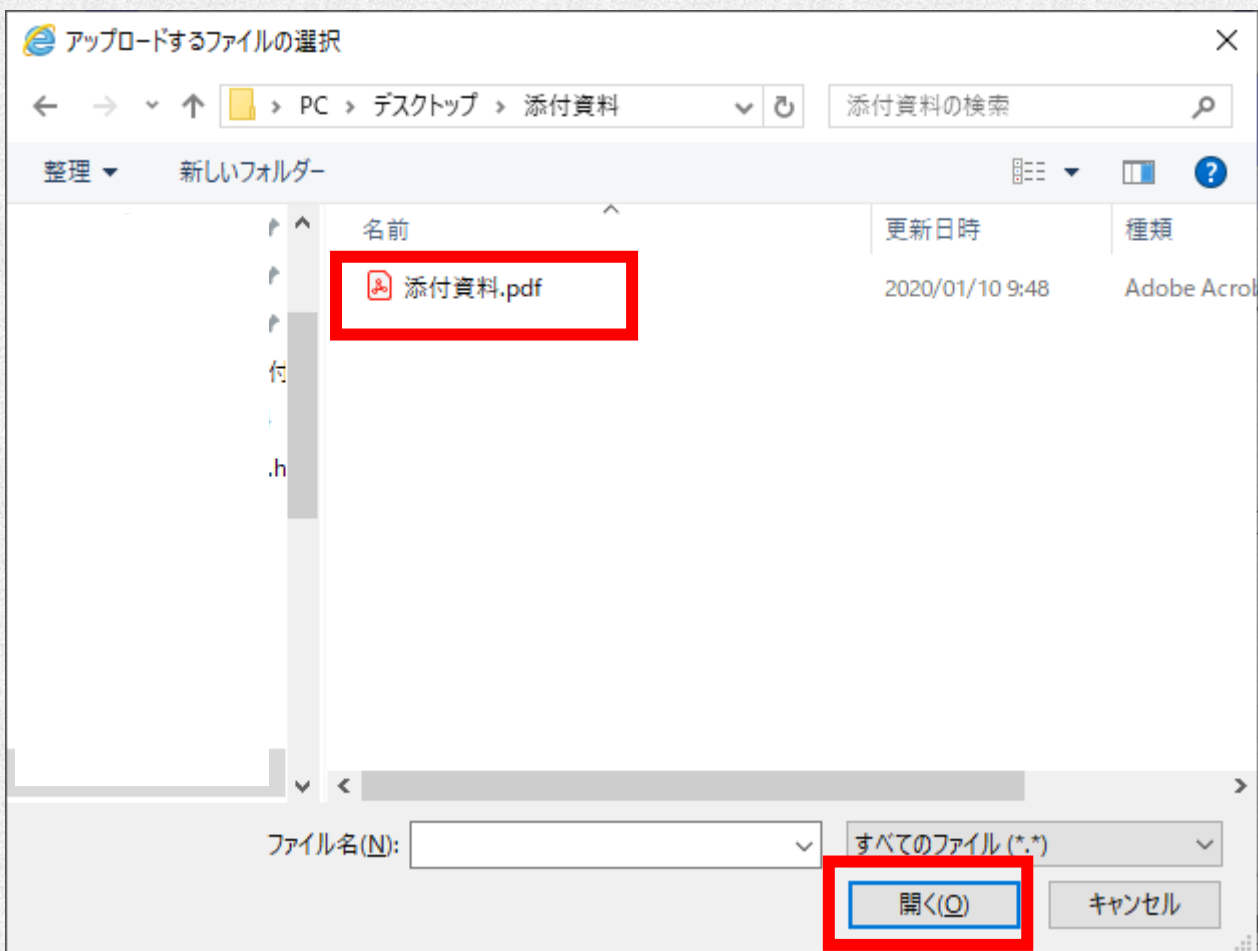 アップロードするファイルの選択
PC > デスクトップ > 添付資料
添付資料の検索
整理
新しいフォルダー
名前
更新日時
種類
添付資料.pdf
2020/01/10 9:48
Adobe Acrob
付
.h
ファイル名(N):
すべてのファイル (*.*)
開く(O)
キャンセル